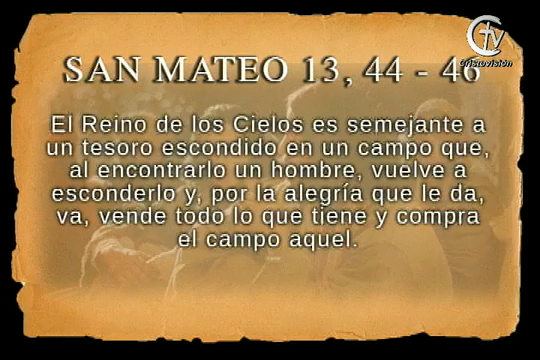 CTV
Cristovisión
SAN MATEO 13, 44 - 46
El Reino de los Cielos es semejante a
un tesoro escondido en un campo que,
al encontrarlo un hombre, vuelve a
esconderlo y, por la alegría que le da,
va, vende todo lo que tiene y compra
el campo aquel.